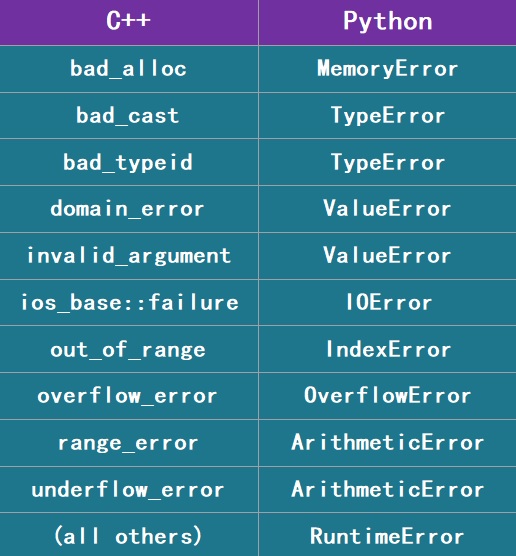 C++ Python
bad_alloc MemoryError
bad_cast TypeError
bad_typeid TypeError
domain_error ValueError
invalid_argument ValueError
ios_base::failure IOError
out_of_range IndexError
overflow_error OverflowError
range_error ArithmeticError
underflow_error ArithmeticError
(all others) RuntimeError